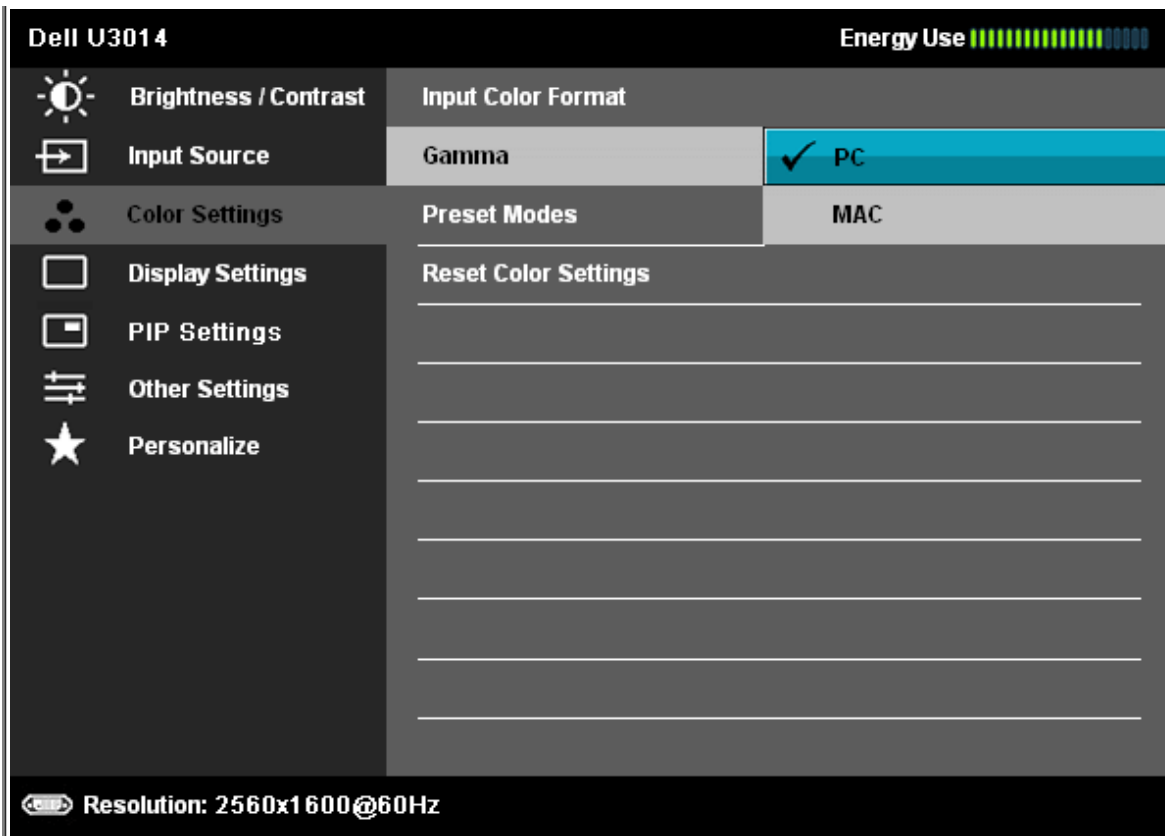 Dell U3014 Energy Use
Brightness / Contrast Input Color Format
Input Source Gamma PC
Color Settings Preset Modes MAC
Display Settings Reset Color Settings
PIP Settings
Other Settings
Personalize
Resolution: 2560x1600@60Hz